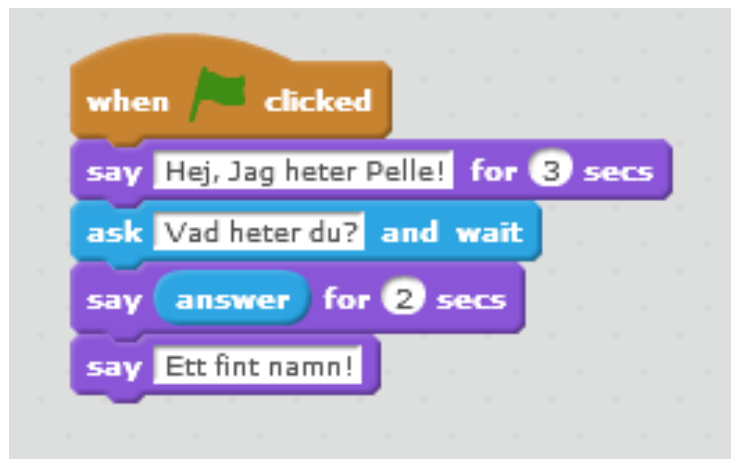 when clicked
say Hej, Jag heter Pelle! for 3 secs
ask Vad heter du? and wait
say answer for 2 secs
say Ett fint namn!